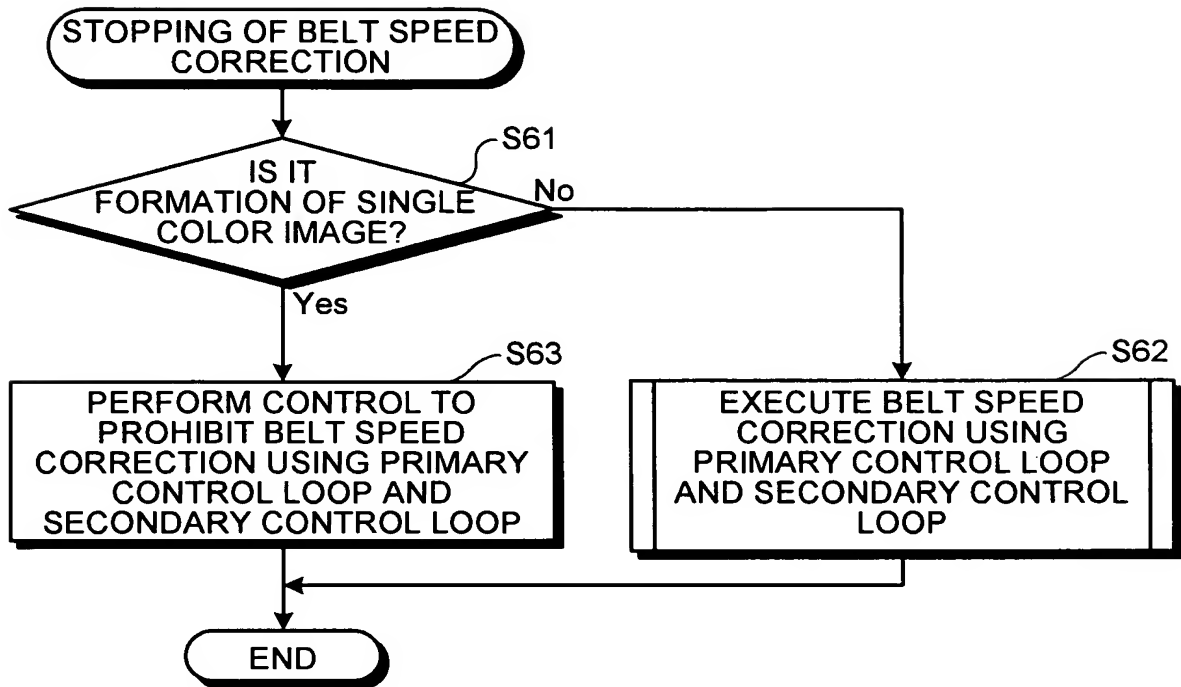 STOPPING OF BELT SPEED
CORRECTION
S61
IS IT
FORMATION OF SINGLE
COLOR IMAGE?
No
Yes
S63
PERFORM CONTROL TO
PROHIBIT BELT SPEED
CORRECTION USING PRIMARY
CONTROL LOOP AND
SECONDARY CONTROL LOOP
S62
EXECUTE BELT SPEED
CORRECTION USING
PRIMARY CONTROL LOOP
AND SECONDARY CONTROL
LOOP
END